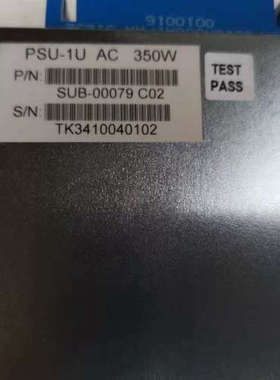 9100100
PSU-1U AC 350W
P/N:
SUB-00079 C02
S/N:
TK3410040102
TEST
PASS